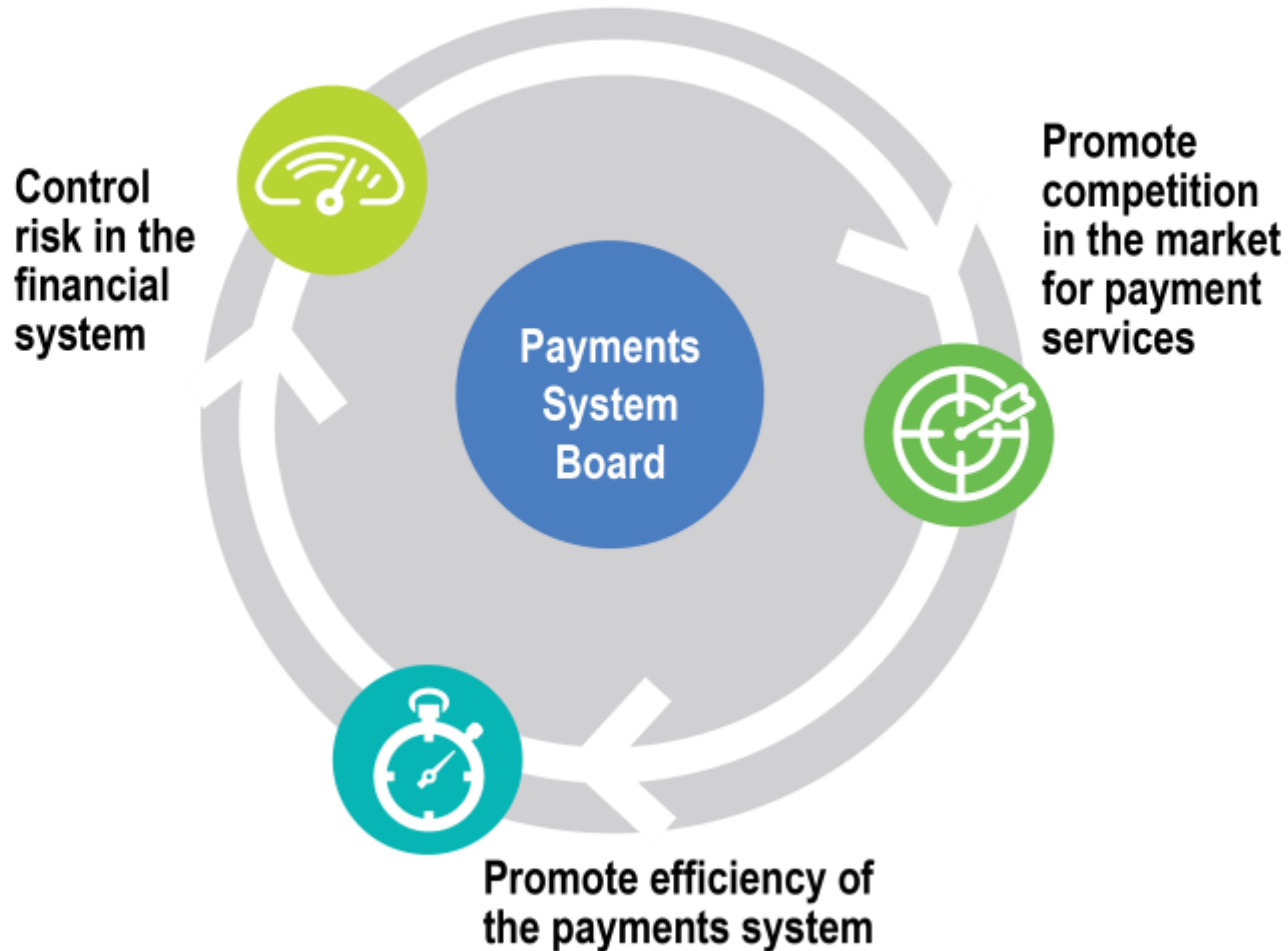 Control
risk in the
financial
system
Promote
competition
in the market
for payment
services
Payments
System
Board
Promote efficiency of
the payments system